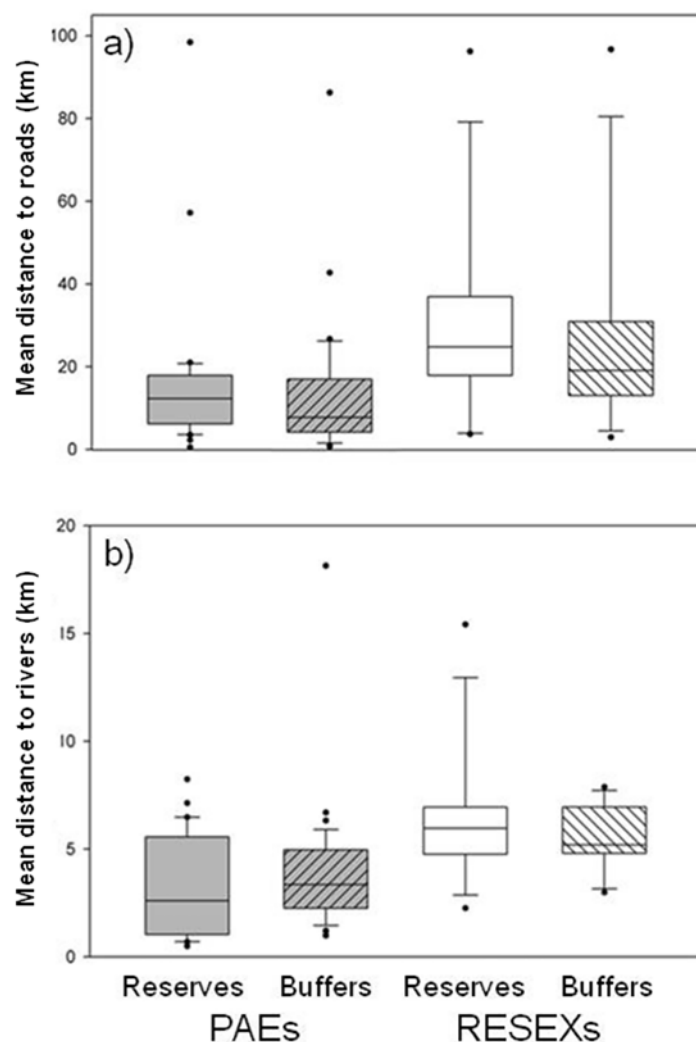 a)
Mean distance to roads (km)
100
80
60
40
20
0
b)
Mean distance to rivers (km)
20
15
10
5
0
Reserves Buffers Reserves Buffers
PAEs RESEXs